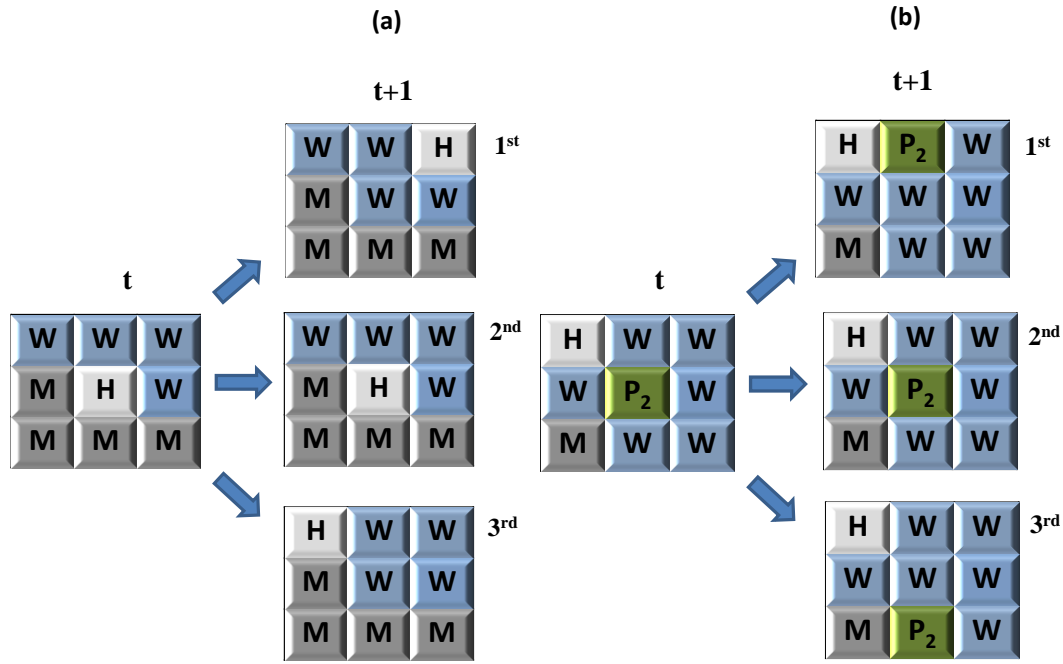 (a)
t+1
W W H 1st
M W W
M M M
t
W W W
M H W
M M M
W W W 2nd
M H W
M M M
H W W 3rd
M W W
M M M
(b)
t+1
H P2 W 1st
W W W
M W W
t
H W W
W P2 W
M W W
H W W 2nd
W P2 W
M W W
H W W 3rd
W W W
M P2 W